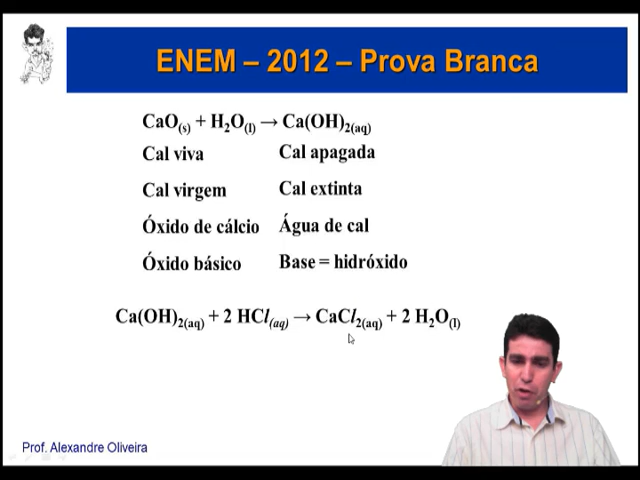 ENEM – 2012 – Prova Branca
CaO(s) + H2O(l) → Ca(OH)2(aq)
Cal viva Cal apagada
Cal virgem Cal extinta
Óxido de cálcio Água de cal
Óxido básico Base = hidróxido
Ca(OH)2(aq) + 2 HCl(aq) → CaCl2(aq) + 2 H2O(l)
Prof. Alexandre Oliveira